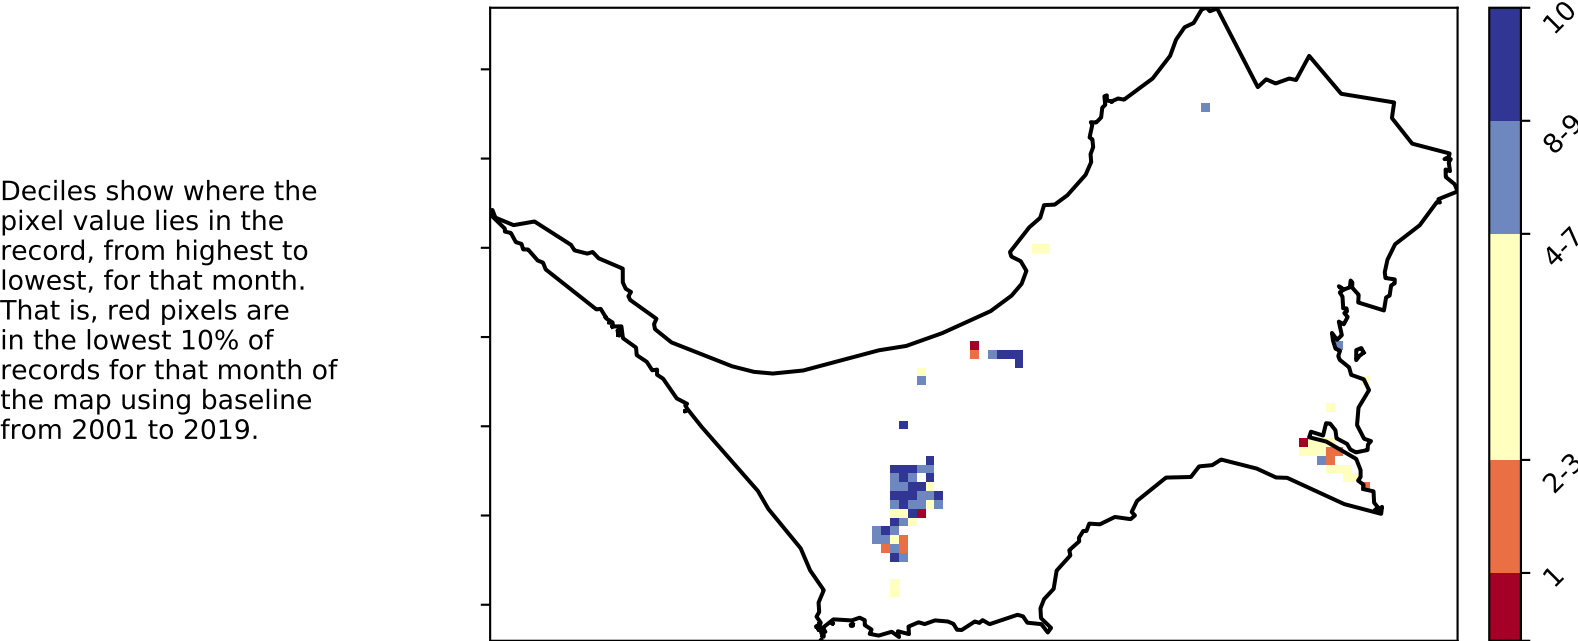 Deciles show where the
pixel value lies in the
record, from highest to
lowest, for that month.
That is, red pixels are
in the lowest 10% of
records for that month of
the map using baseline
from 2001 to 2019.
10
8-9
4-7
2-3
1